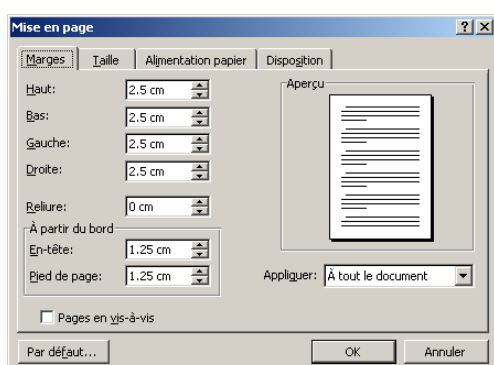 Mise en page
Marges Taille Alimentation papier Disposition
Haut: 2.5 cm
Bas: 2.5 cm
Gauche: 2.5 cm
Droite: 2.5 cm
Reliure: 0 cm
À partir du bord
En-tête: 1.25 cm
Pied de page: 1.25 cm
Aperçu
Appliquer: À tout le document
Pages en vis-à-vis
Par défaut... OK Annuler